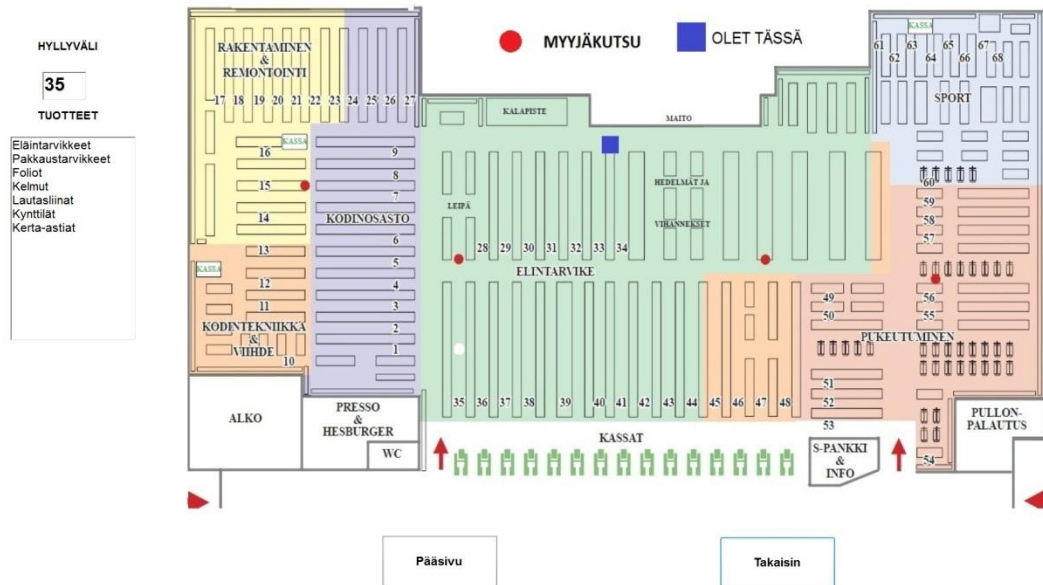 HYLLYVÄLI
35
TUOTTEET
Eläintarvikkeet
Pakkaustarvikkeet
Foliot
Kelmut
Lautasliinat
Kynttilät
Kerta-astiat
MYYJÄKUTSU
OLET TÄSSÄ
RAKENTAMINEN
&
REMONTOINTI
17 18 19 20 21 22 23 24 25 26 27
KASSA
16
15
14
13
KASSA
12
11
KODINTEKNIIKKA
&
VIIHDE
10
9
8
7
KODINOSASTO
6
5
4
3
2
1
KALAPISTE
MAITO
LEIPÄ
HEDELMÄT JA
VIHANNEKSET
28 29 30 31 32 33 34
ELINTARVIKE
35 36 37 38 39 40 41 42 43 44 45 46 47 48
KASSAT
KASSA
61 62 63 64 65 66 67 68
SPORT
60
59
58
57
56
55
49
50
PUKEUTUMINEN
51
52
53
54
ALKO
PRESSO
&
HESBURGER
WC
S-PANKKI
&
INFO
PULLON-
PALAUTUS
Pääsivu
Takaisin